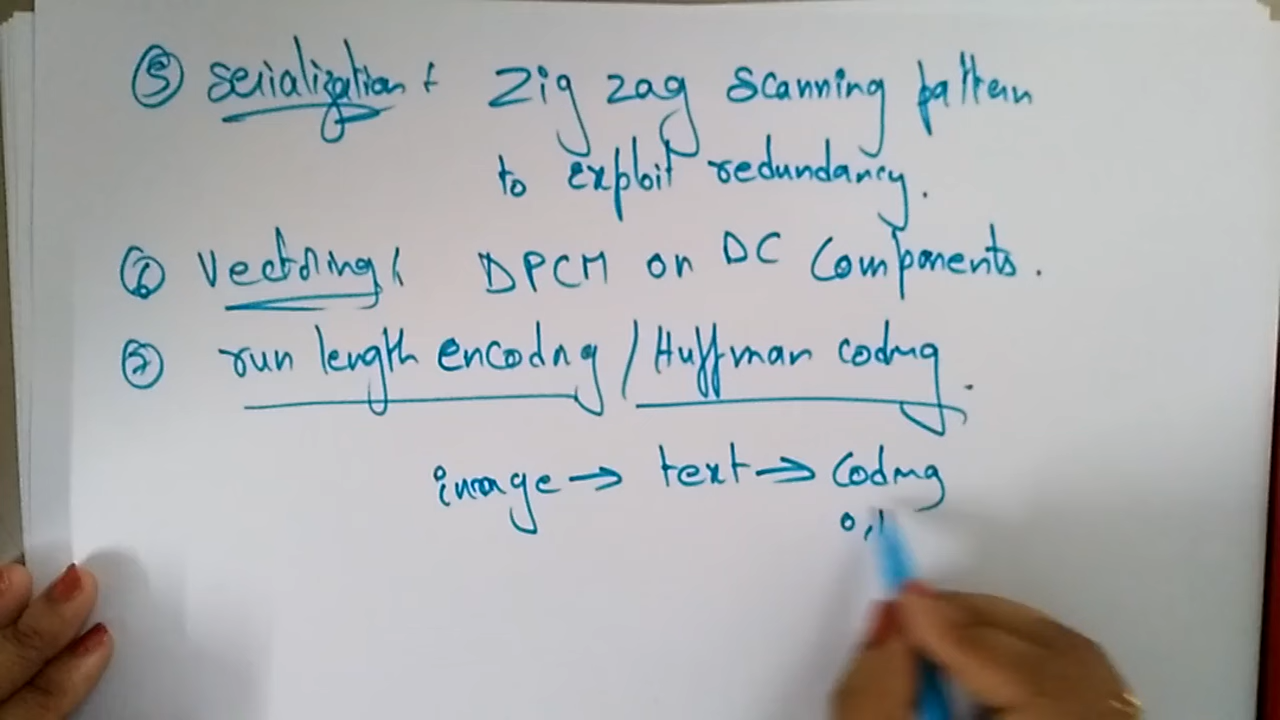 ⑤ serialization : Zig zag scanning pattern
to exploit redundancy.
⑥ Vectoring : DPCM on DC Components.
⑦ run length encodng / Huffman coding.
image → text → Coding
0,1